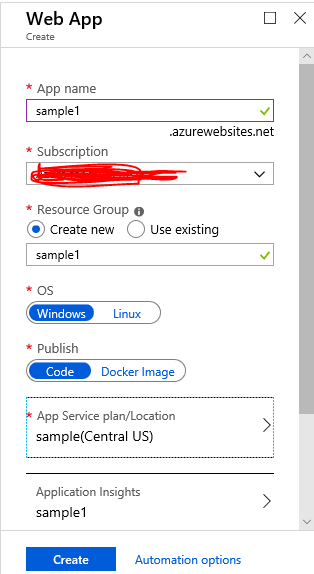 Web App
Create
* App name
sample1
.azurewebsites.net
* Subscription
* Resource Group
Create new
Use existing
sample1
* OS
Windows
Linux
* Publish
Code
Docker Image
* App Service plan/Location
sample(Central US)
Application Insights
sample1
Create
Automation options